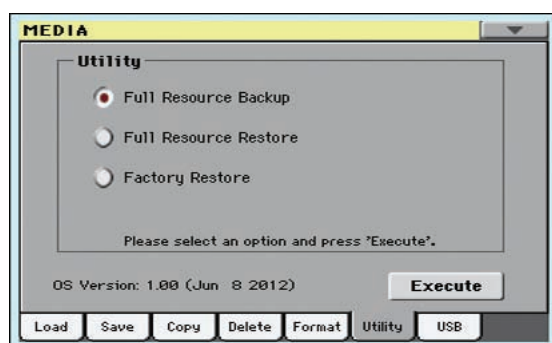 MEDIA
Utility
Full Resource Backup
Full Resource Restore
Factory Restore
Please select an option and press 'Execute'.
OS Version: 1.00 (Jun 8 2012)
Execute
Load Save Copy Delete Format Utility USB